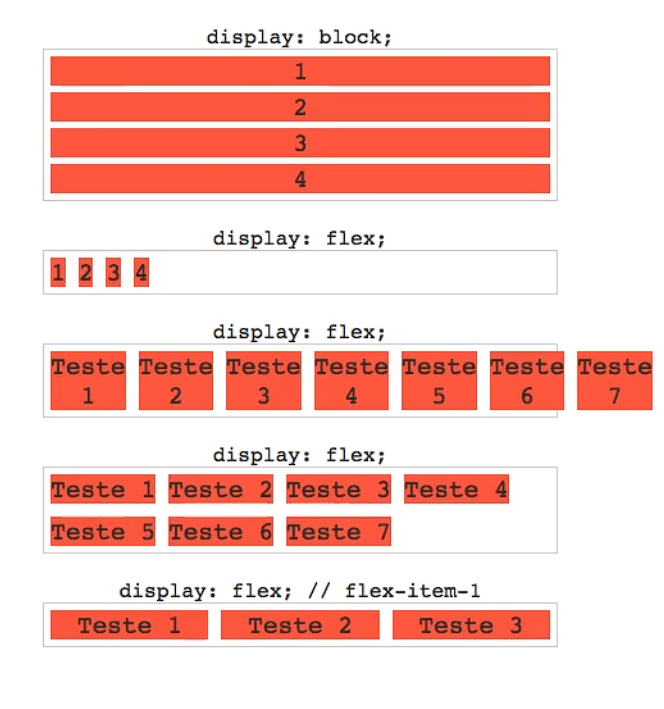 display: block;
1
2
3
4
display: flex;
1 2 3 4
display: flex;
Teste Teste Teste Teste Teste Teste Teste
1 2 3 4 5 6 7
display: flex;
Teste 1 Teste 2 Teste 3 Teste 4
Teste 5 Teste 6 Teste 7
display: flex; // flex-item-1
Teste 1 Teste 2 Teste 3